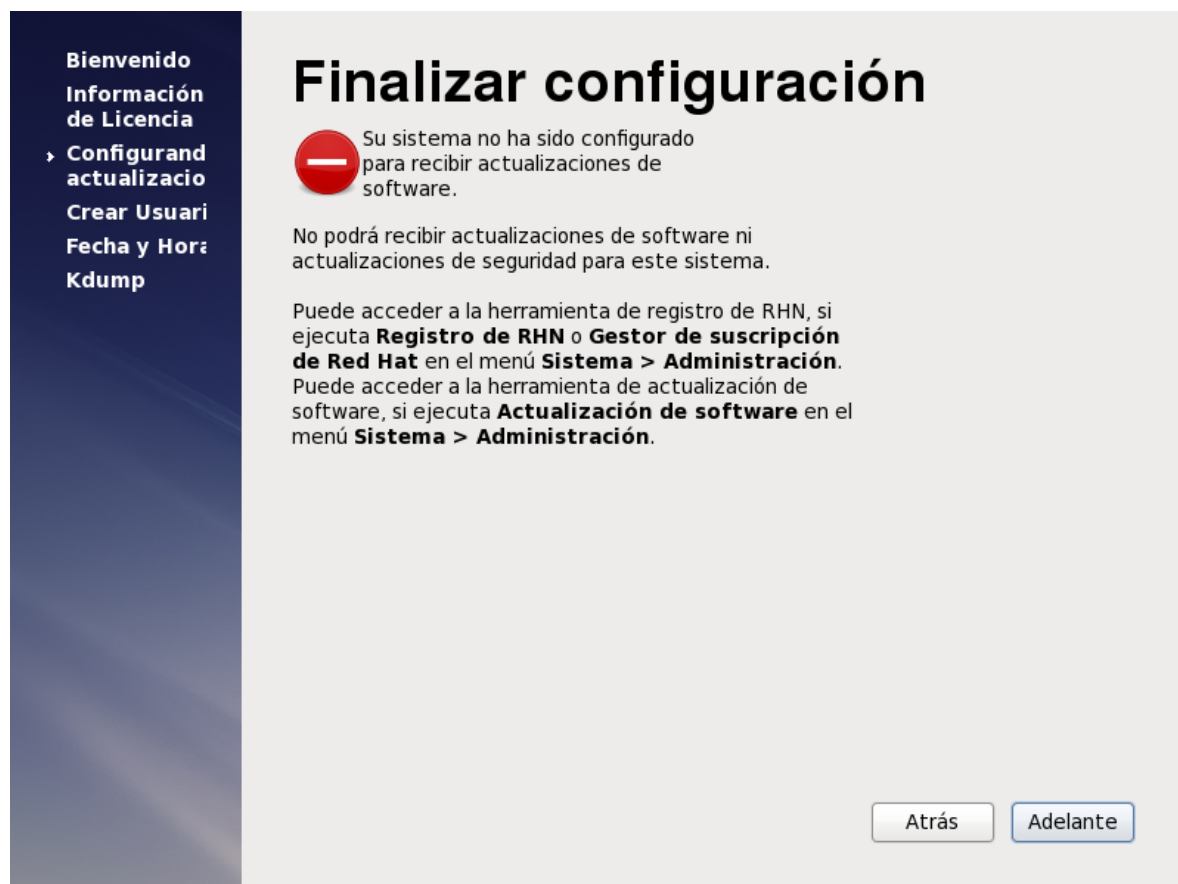 Bienvenido
Información
de Licencia
Configurand
actualizacio
Crear Usuari
Fecha y Hora
Kdump
Finalizar configuración
Su sistema no ha sido configurado
para recibir actualizaciones de
software.
No podrá recibir actualizaciones de software ni
actualizaciones de seguridad para este sistema.
Puede acceder a la herramienta de registro de RHN, si
ejecuta Registro de RHN o Gestor de suscripción
de Red Hat en el menú Sistema > Administración.
Puede acceder a la herramienta de actualización de
software, si ejecuta Actualización de software en el
menú Sistema > Administración.
Atrás
Adelante